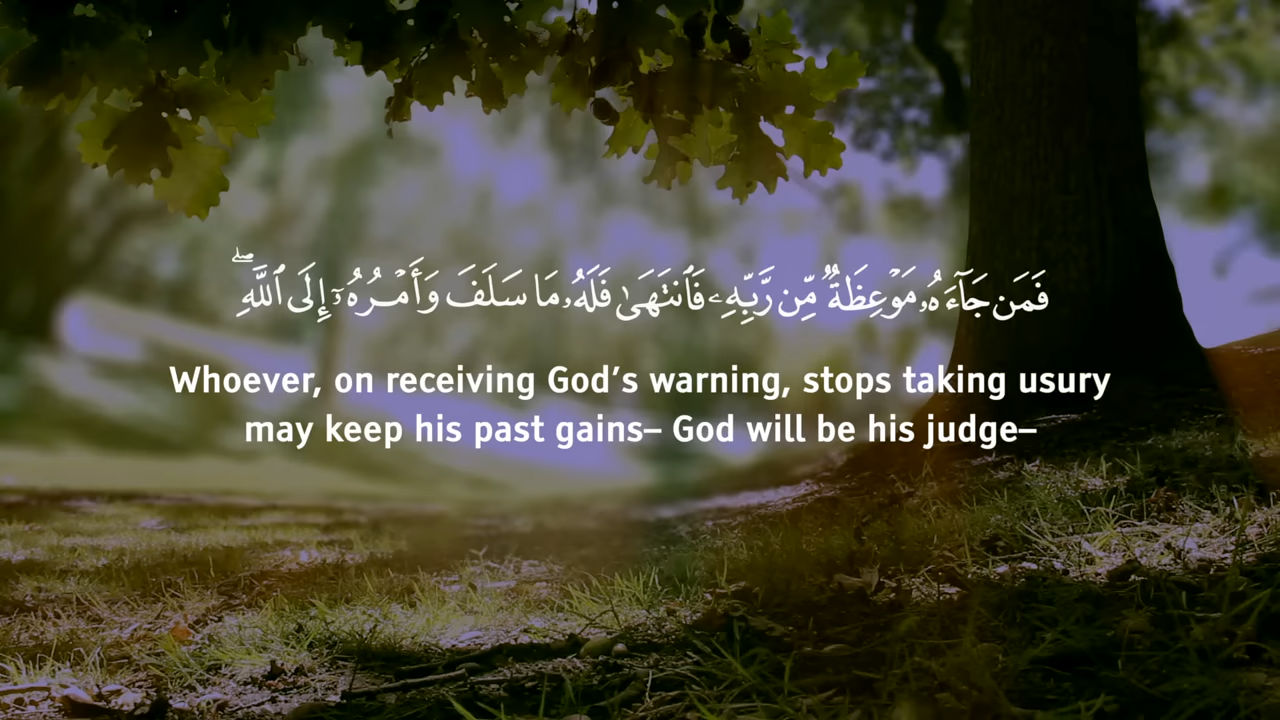 فَمَن جَآءَهُۥ مَوۡعِظَةٌ مِّن رَّبِّهِۦ فَٱنتَهَىٰ فَلَهُۥ مَا سَلَفَ وَأَمۡرُهُۥٓ إِلَى ٱللَّهِۖ
Whoever, on receiving God’s warning, stops taking usury
may keep his past gains– God will be his judge–